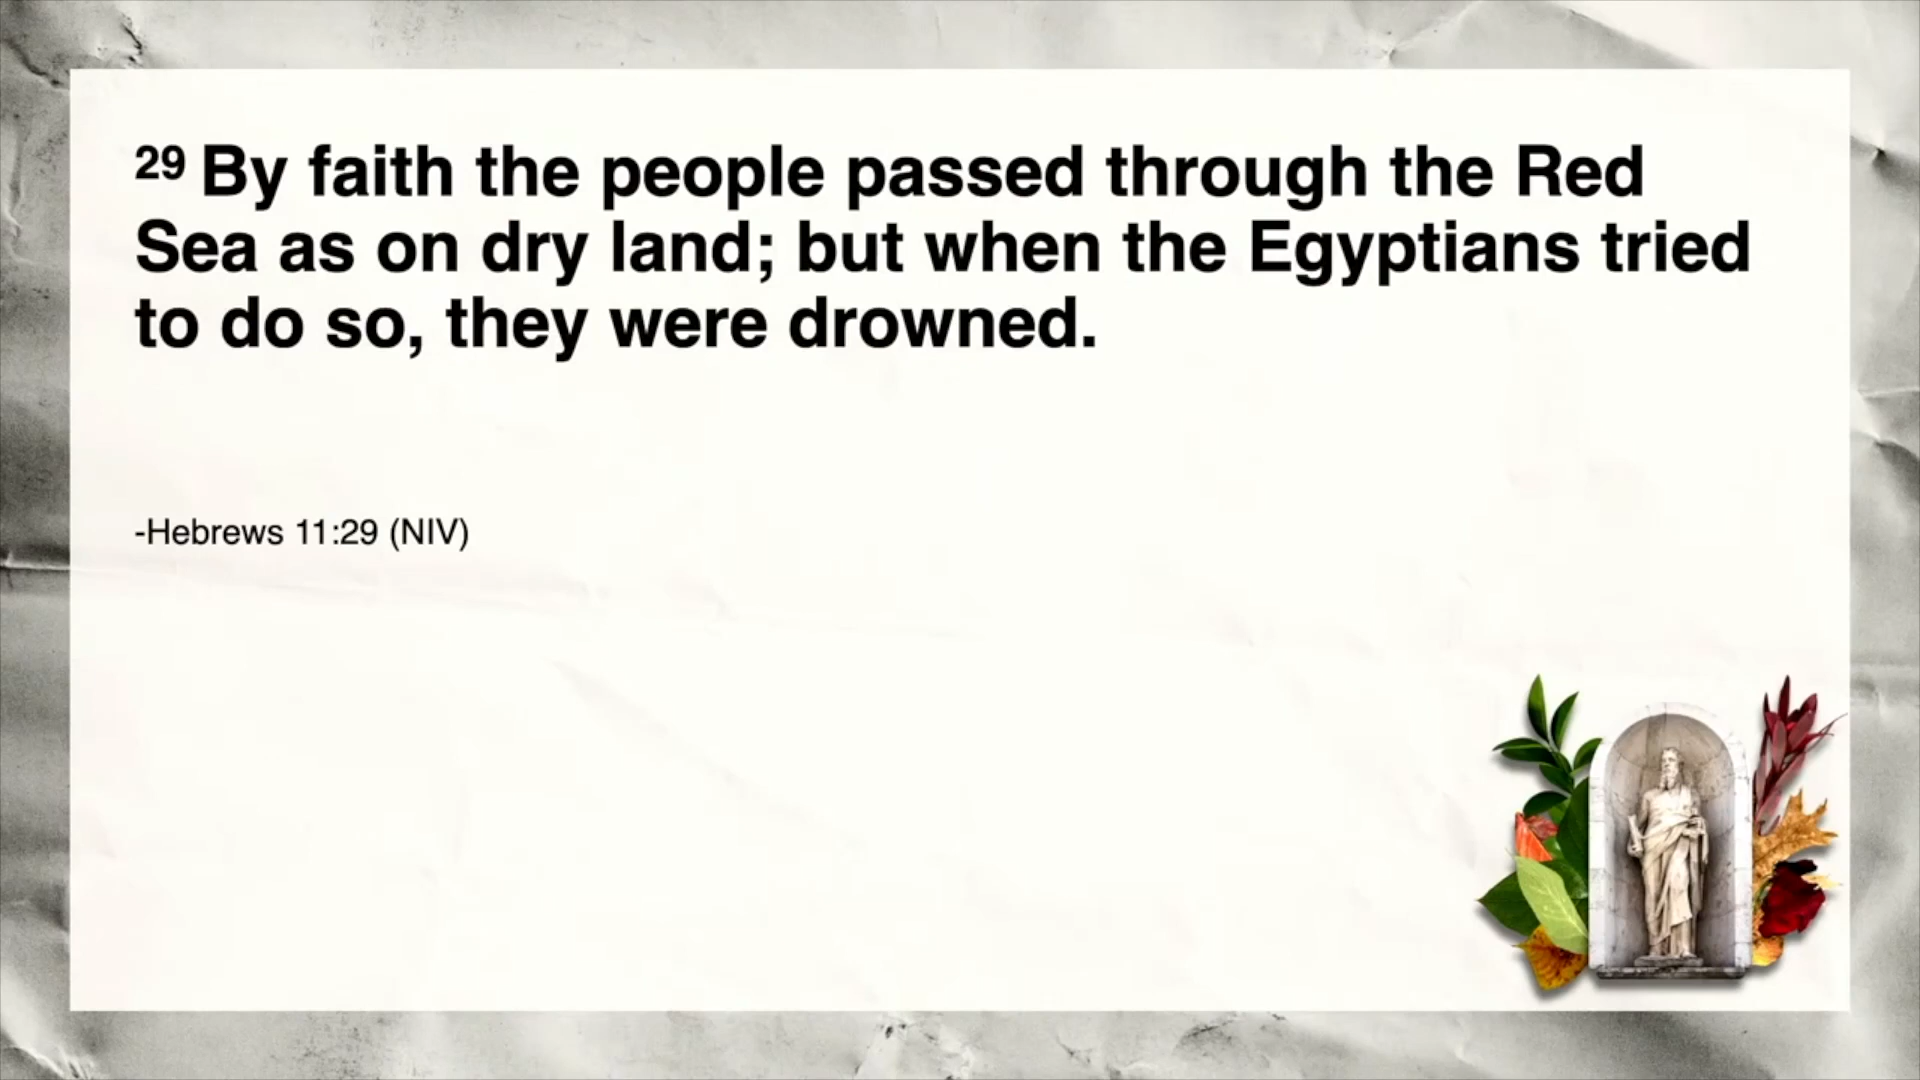 29 By faith the people passed through the Red
Sea as on dry land; but when the Egyptians tried
to do so, they were drowned.
-Hebrews 11:29 (NIV)